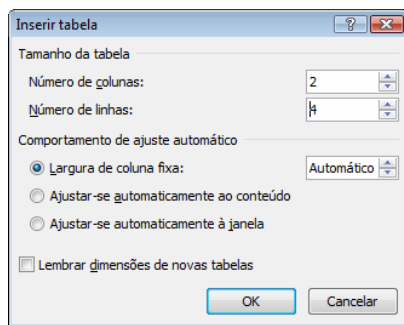 Inserir tabela
Tamanho da tabela
Número de colunas: 2
Número de linhas: 4
Comportamento de ajuste automático
Largura de coluna fixa: Automático
Ajustar-se automaticamente ao conteúdo
Ajustar-se automaticamente à janela
Lembrar dimensões de novas tabelas
OK Cancelar